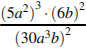 (5a²)³ · (6b)²
(30a³b)²